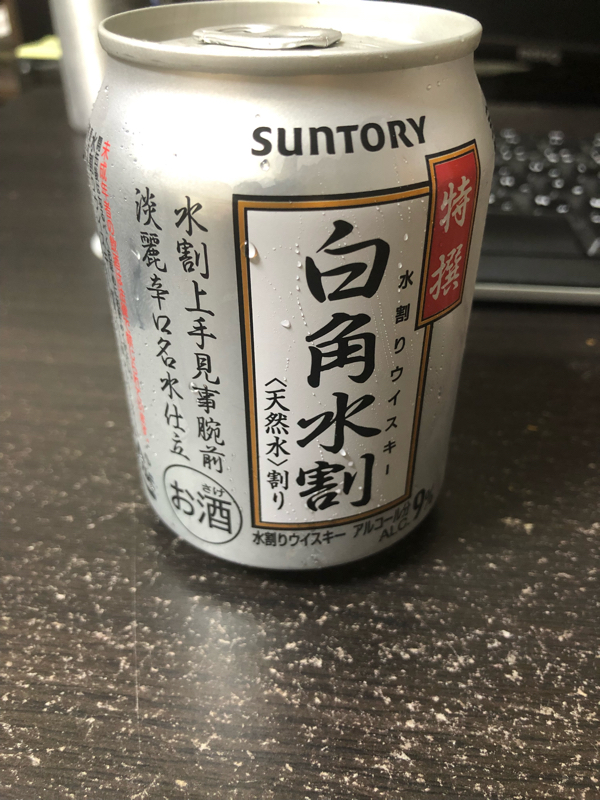 SUNTORY
特撰
水割りウイスキー
白角水割
〈天然水〉割り
水割上手見事腕前
淡麗辛口名水仕立
さけ
お酒
水割りウイスキー アルコール分9%
ALC.